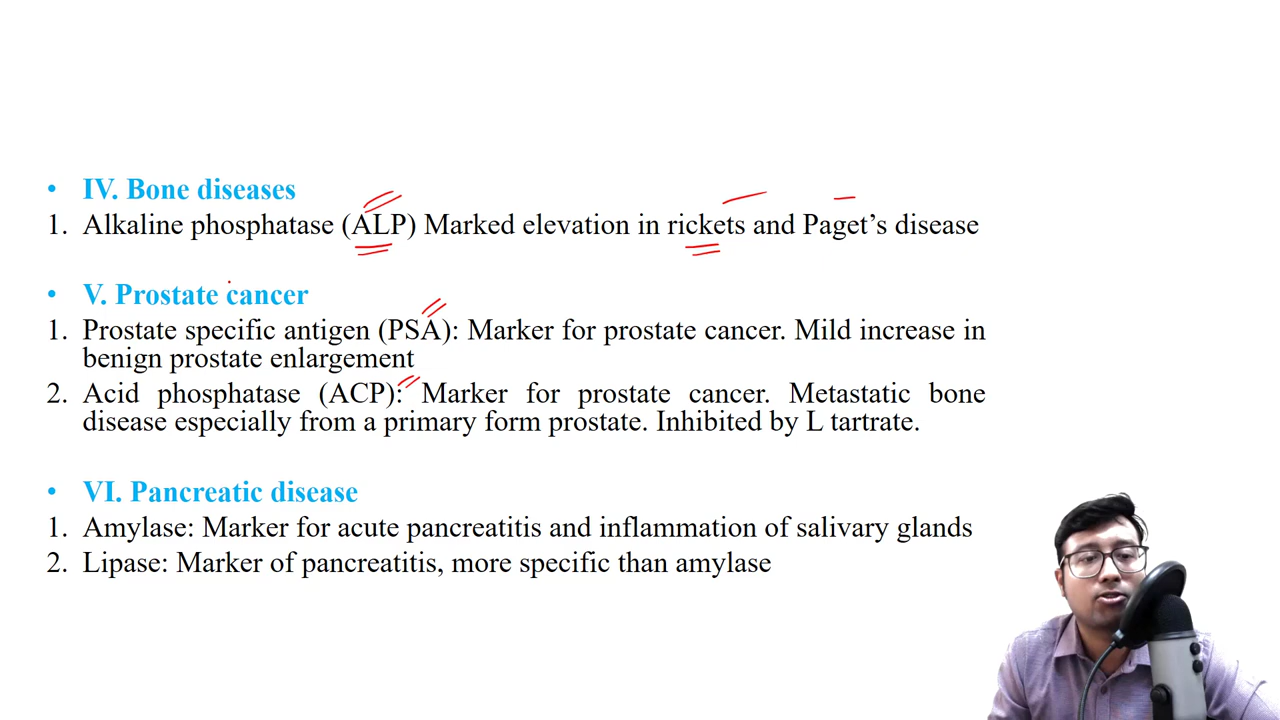 • IV. Bone diseases
1. Alkaline phosphatase (ALP) Marked elevation in rickets and Paget’s disease
• V. Prostate cancer
1. Prostate specific antigen (PSA): Marker for prostate cancer. Mild increase in
benign prostate enlargement
2. Acid phosphatase (ACP): Marker for prostate cancer. Metastatic bone
disease especially from a primary form prostate. Inhibited by L tartrate.
• VI. Pancreatic disease
1. Amylase: Marker for acute pancreatitis and inflammation of salivary glands
2. Lipase: Marker of pancreatitis, more specific than amylase